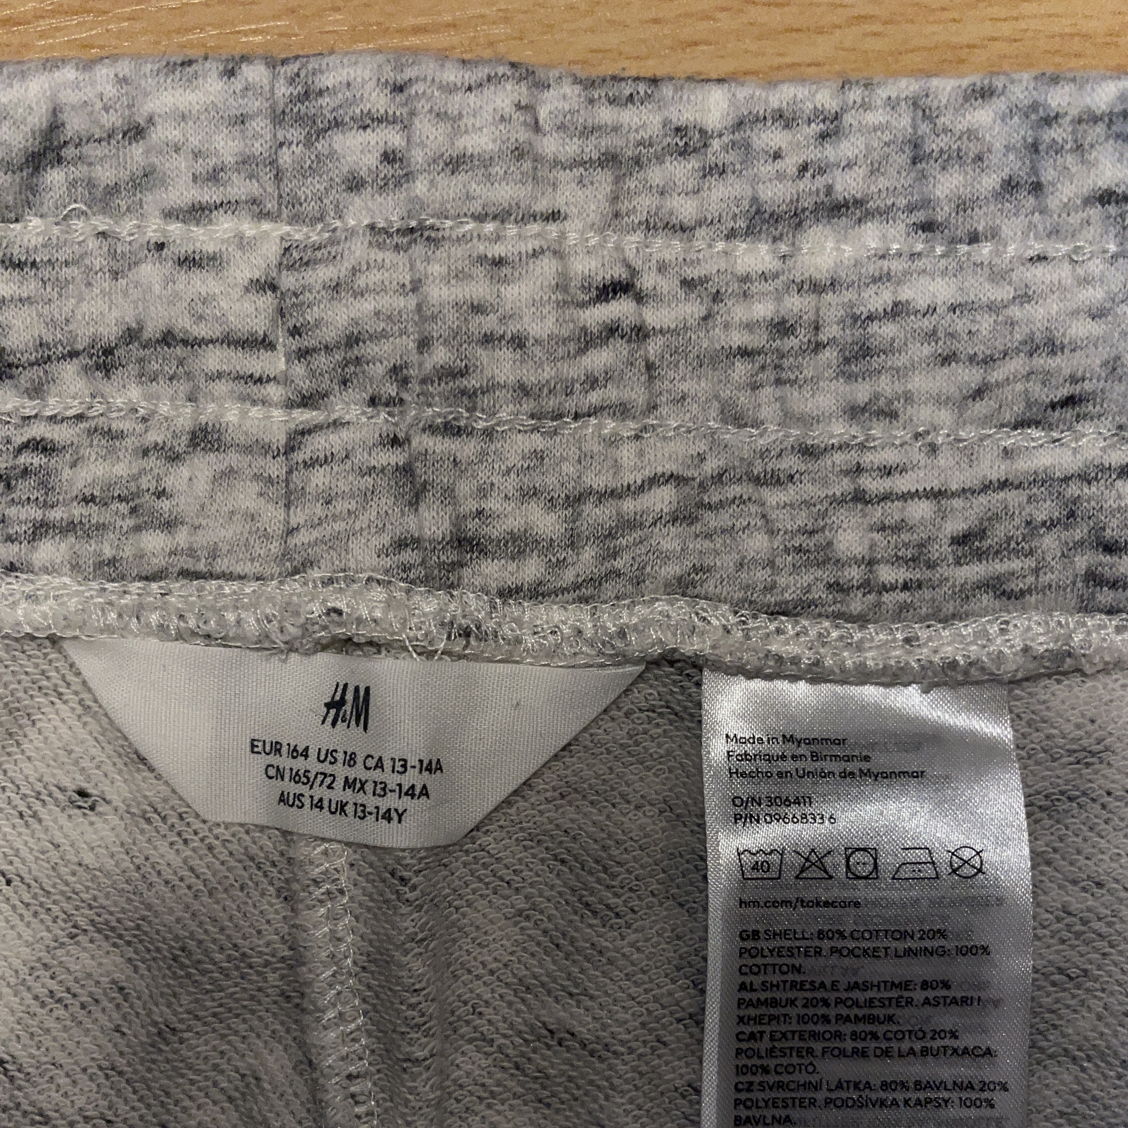 H&M
EUR 164 US 18 CA 13-14A
CN 165/72 MX 13-14A
AUS 14 UK 13-14Y
Made in Myanmar
Fabriqué en Birmanie
Hecho en Unión de Myanmar
O/N 306411
P/N 0966833 6
40
hm.com/takecare
GB SHELL: 80% COTTON 20%
POLYESTER. POCKET LINING: 100%
COTTON.
AL SHTRESA E JASHTME: 80%
PAMBUK 20% POLIESTËR. ASTARI I
XHEPIT: 100% PAMBUK.
CAT EXTERIOR: 80% COTÓ 20%
POLIÈSTER. FOLRE DE LA BUTXACA:
100% COTÓ.
CZ SVRCHNÍ LÁTKA: 80% BAVLNA 20%
POLYESTER. PODŠÍVKA KAPSY: 100%
BAVLNA.